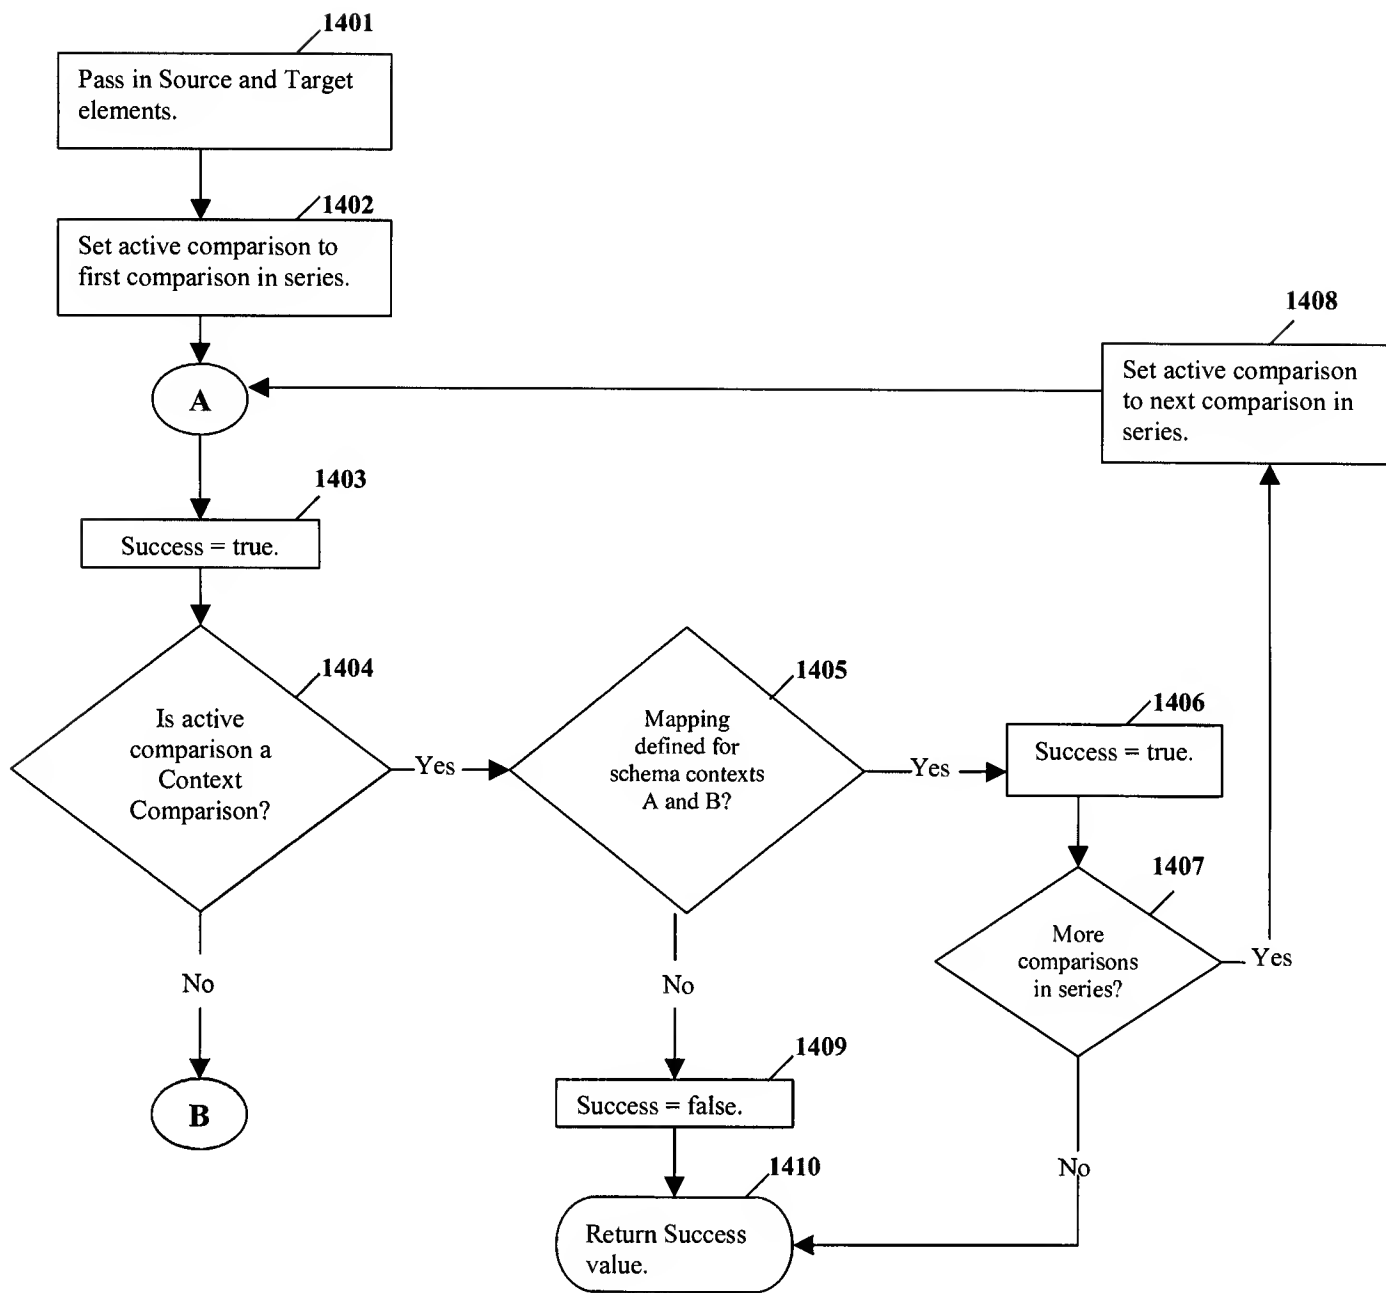 1401
Pass in Source and Target
elements.
1402
Set active comparison to
first comparison in series.
1408
Set active comparison
to next comparison in
series.
A
1403
Success = true.
1404
Is active
comparison a
Context
Comparison?
Yes
1405
Mapping
defined for
schema contexts
A and B?
Yes
1406
Success = true.
1407
More
comparisons
in series?
Yes
No
B
No
1409
Success = false.
No
1410
Return Success
value.